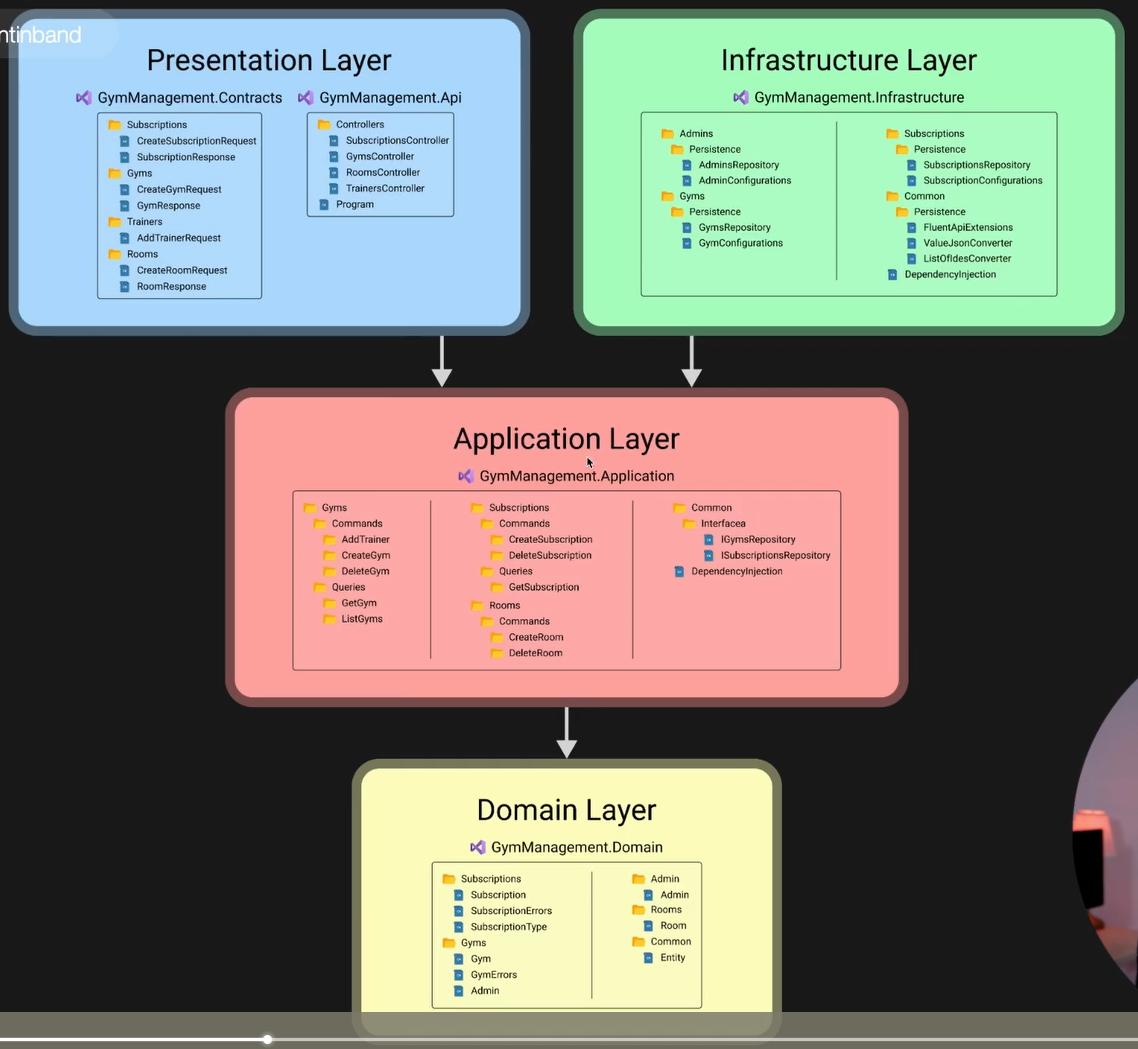 ntinband
Presentation Layer
GymManagement.Contracts
Subscriptions
CreateSubscriptionRequest
SubscriptionResponse
Gyms
CreateGymRequest
GymResponse
Trainers
AddTrainerRequest
Rooms
CreateRoomRequest
RoomResponse
GymManagement.Api
Controllers
SubscriptionsController
GymsController
RoomsController
TrainersController
Program
Infrastructure Layer
GymManagement.Infrastructure
Admins
Persistence
AdminsRepository
AdminConfigurations
Gyms
Persistence
GymsRepository
GymConfigurations
Subscriptions
Persistence
SubscriptionsRepository
SubscriptionConfigurations
Common
Persistence
FluentApiExtensions
ValueJsonConverter
ListOfIdesConverter
DependencyInjection
Application Layer
GymManagement.Application
Gyms
Commands
AddTrainer
CreateGym
DeleteGym
Queries
GetGym
ListGyms
Subscriptions
Commands
CreateSubscription
DeleteSubscription
Queries
GetSubscription
Rooms
Commands
CreateRoom
DeleteRoom
Common
Interfacea
IGymsRepository
ISubscriptionsRepository
DependencyInjection
Domain Layer
GymManagement.Domain
Subscriptions
Subscription
SubscriptionErrors
SubscriptionType
Gyms
Gym
GymErrors
Admin
Admin
Admin
Rooms
Room
Common
Entity